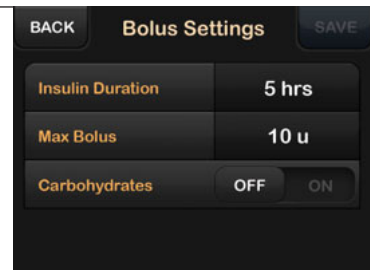 BACK Bolus Settings SAVE
Insulin Duration 5 hrs
Max Bolus 10 u
Carbohydrates OFF ON